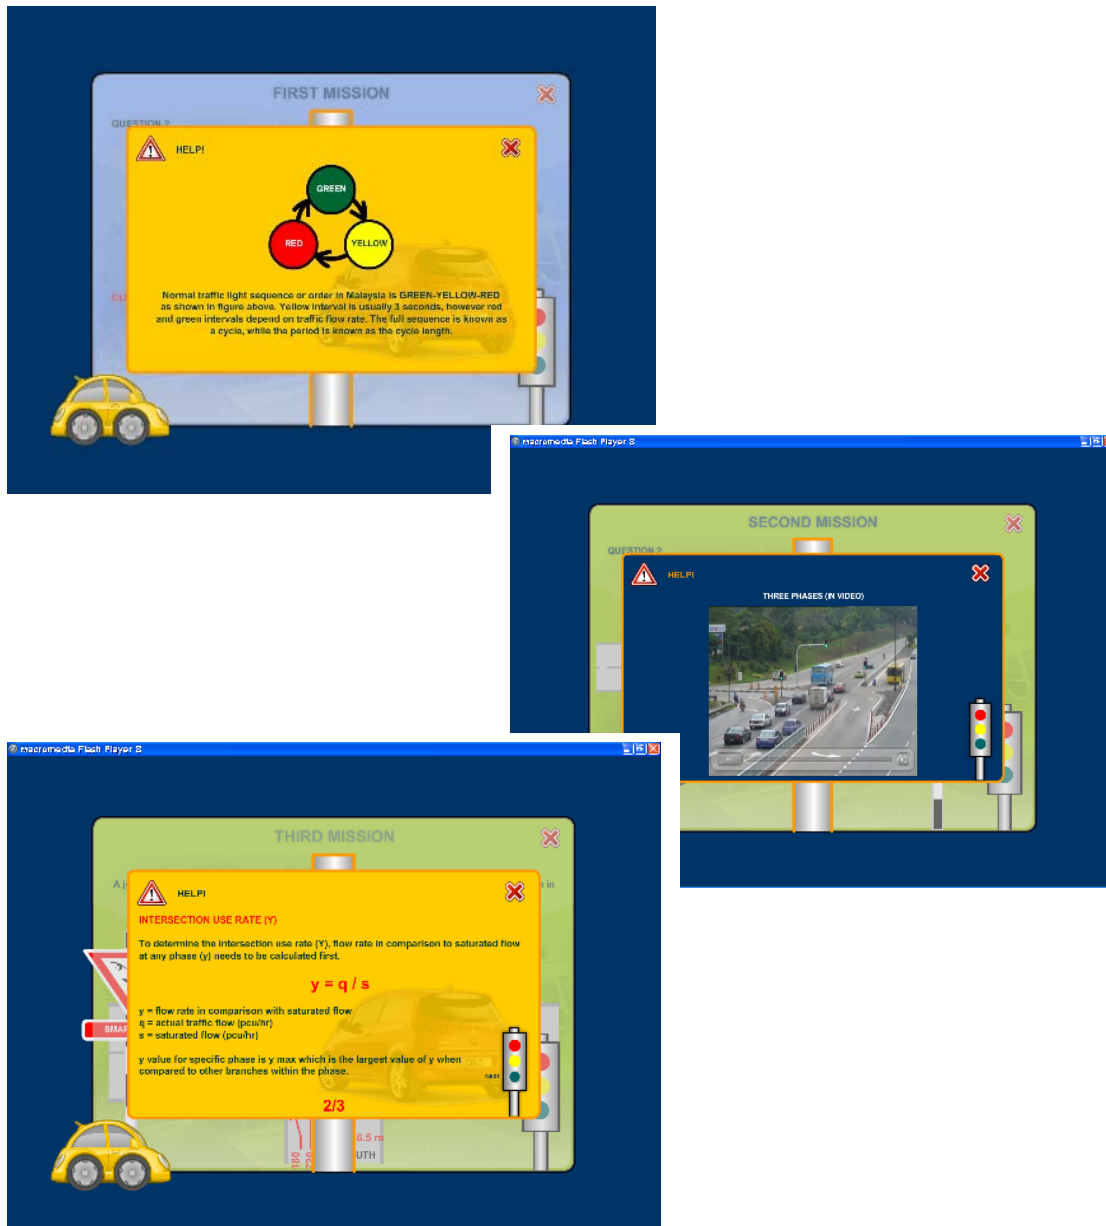 FIRST MISSION
QUESTION 2
HELP!
GREEN
RED
YELLOW
Normal traffic light sequence or order in Malaysia is GREEN-YELLOW-RED
as shown in figure above. Yellow interval is usually 3 seconds, however red
and green intervals depend on traffic flow rate. The full sequence is known as
a cycle, while the period is known as the cycle length.
Macromedia Flash Player 8
SECOND MISSION
QUESTION 2
HELP!
THREE PHASES (IN VIDEO)
Macromedia Flash Player 8
THIRD MISSION
A j
n in
HELP!
INTERSECTION USE RATE (Y)
To determine the intersection use rate (Y), flow rate in comparison to saturated flow
at any phase (y) needs to be calculated first.
y = q / s
y = flow rate in comparison with saturated flow
q = actual traffic flow (pcu/hr)
s = saturated flow (pcu/hr)
SMAR
y value for specific phase is y max which is the largest value of y when
compared to other branches within the phase.
NEXT
2/3
6.5 m
UTH
180
720